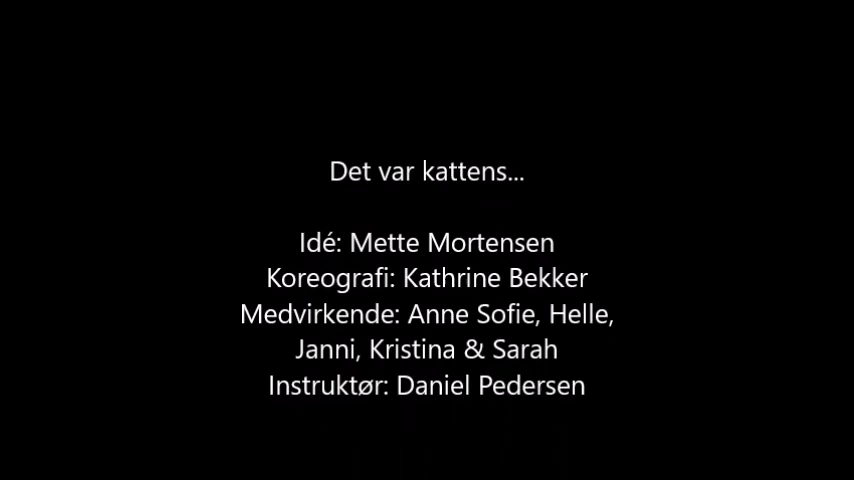 Det var kattens...
Idé: Mette Mortensen
Koreografi: Kathrine Bekker
Medvirkende: Anne Sofie, Helle,
Janni, Kristina & Sarah
Instruktør: Daniel Pedersen